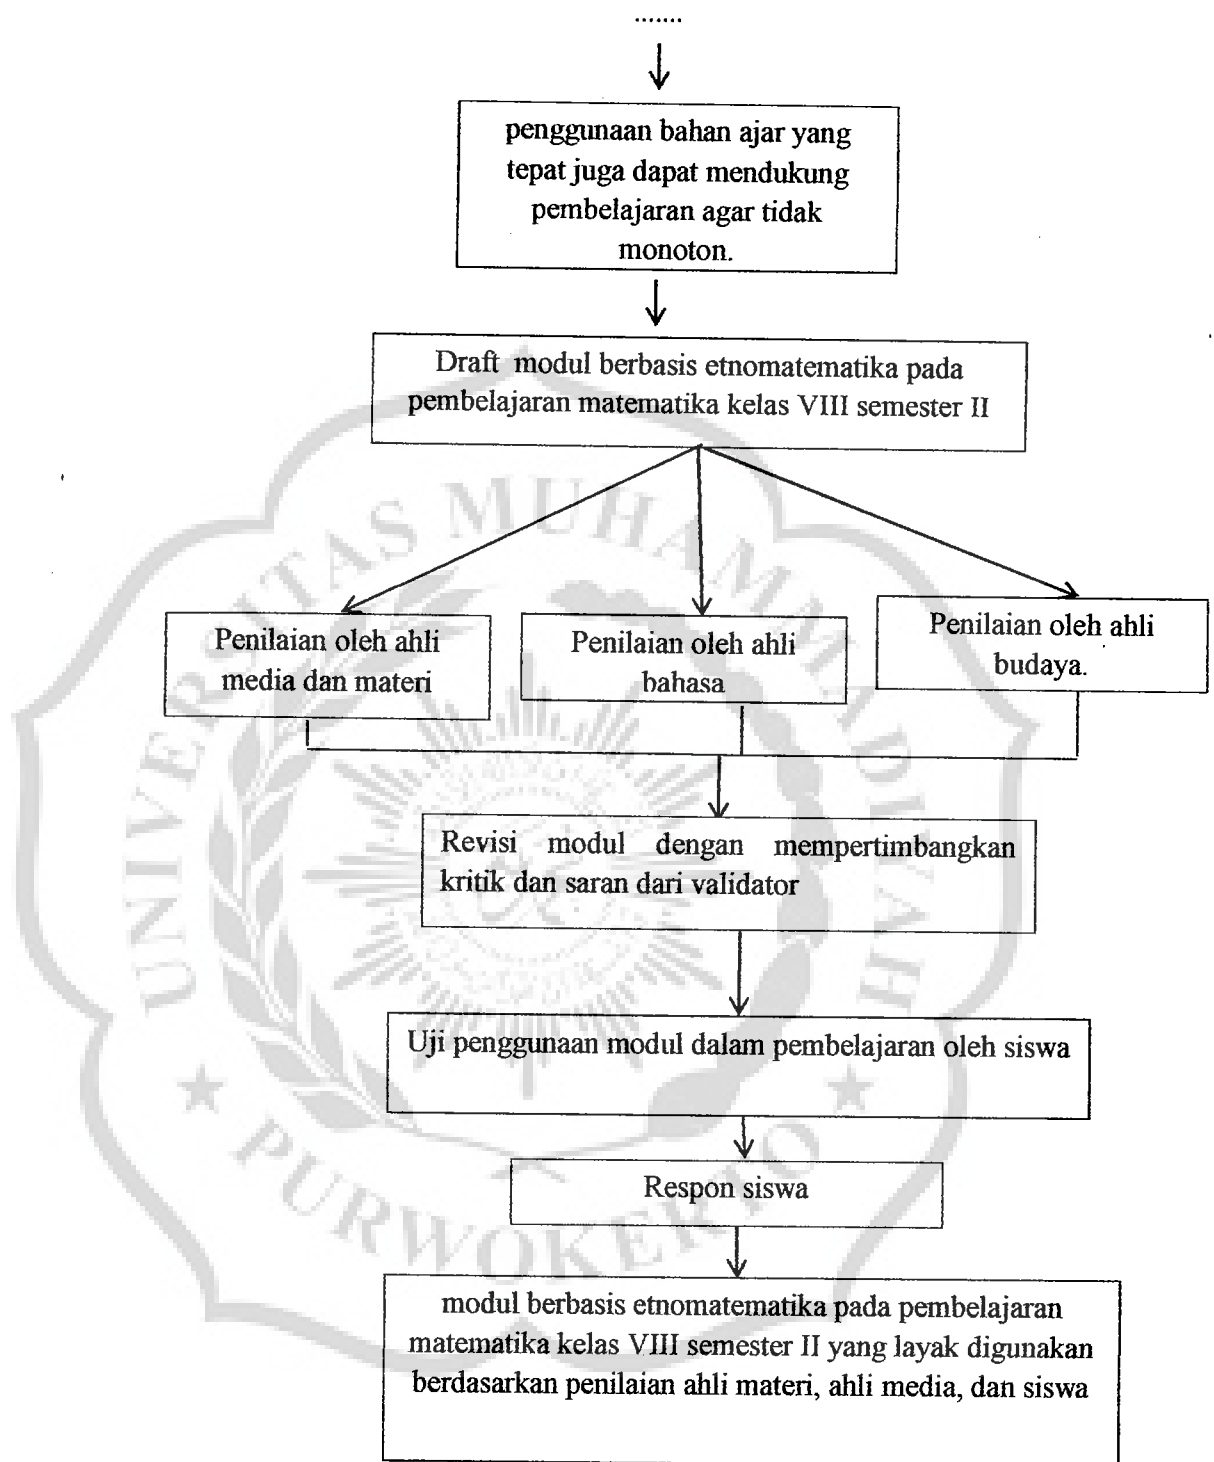 .......
penggunaan bahan ajar yang
tepat juga dapat mendukung
pembelajaran agar tidak
monoton.
Draft modul berbasis etnomatematika pada
pembelajaran matematika kelas VIII semester II
Penilaian oleh ahli
media dan materi
Penilaian oleh ahli
bahasa
Penilaian oleh ahli
budaya.
Revisi modul dengan mempertimbangkan
kritik dan saran dari validator
Uji penggunaan modul dalam pembelajaran oleh siswa
Respon siswa
modul berbasis etnomatematika pada pembelajaran
matematika kelas VIII semester II yang layak digunakan
berdasarkan penilaian ahli materi, ahli media, dan siswa
UNIVERSITAS MUHAMMADIYAH
PURWOKERTO